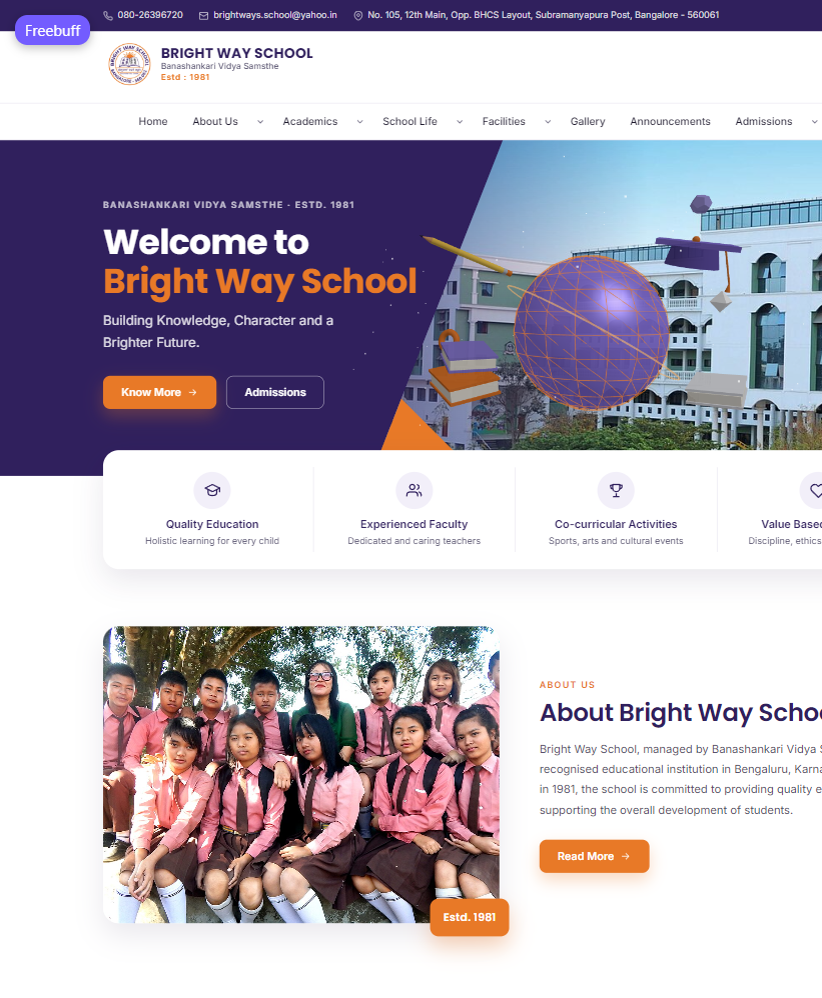 080-26396720
brightways.school@yahoo.in
No. 105, 12th Main, Opp. BHCS Layout, Subramanyapura Post, Bangalore - 560061
Freebuff
BRIGHT WAY SCHOOL
Banashankari Vidya Samsthe
Estd : 1981
Home
About Us
Academics
School Life
Facilities
Gallery
Announcements
Admissions
BANASHANKARI VIDYA SAMSTHE · ESTD. 1981
Welcome to
Bright Way School
Building Knowledge, Character and a
Brighter Future.
Know More →
Admissions
Quality Education
Holistic learning for every child
Experienced Faculty
Dedicated and caring teachers
Co-curricular Activities
Sports, arts and cultural events
Value Based
Discipline, ethics
ABOUT US
About Bright Way Schoo
Bright Way School, managed by Banashankari Vidya S
recognised educational institution in Bengaluru, Karna
in 1981, the school is committed to providing quality e
supporting the overall development of students.
Read More →
Estd. 1981